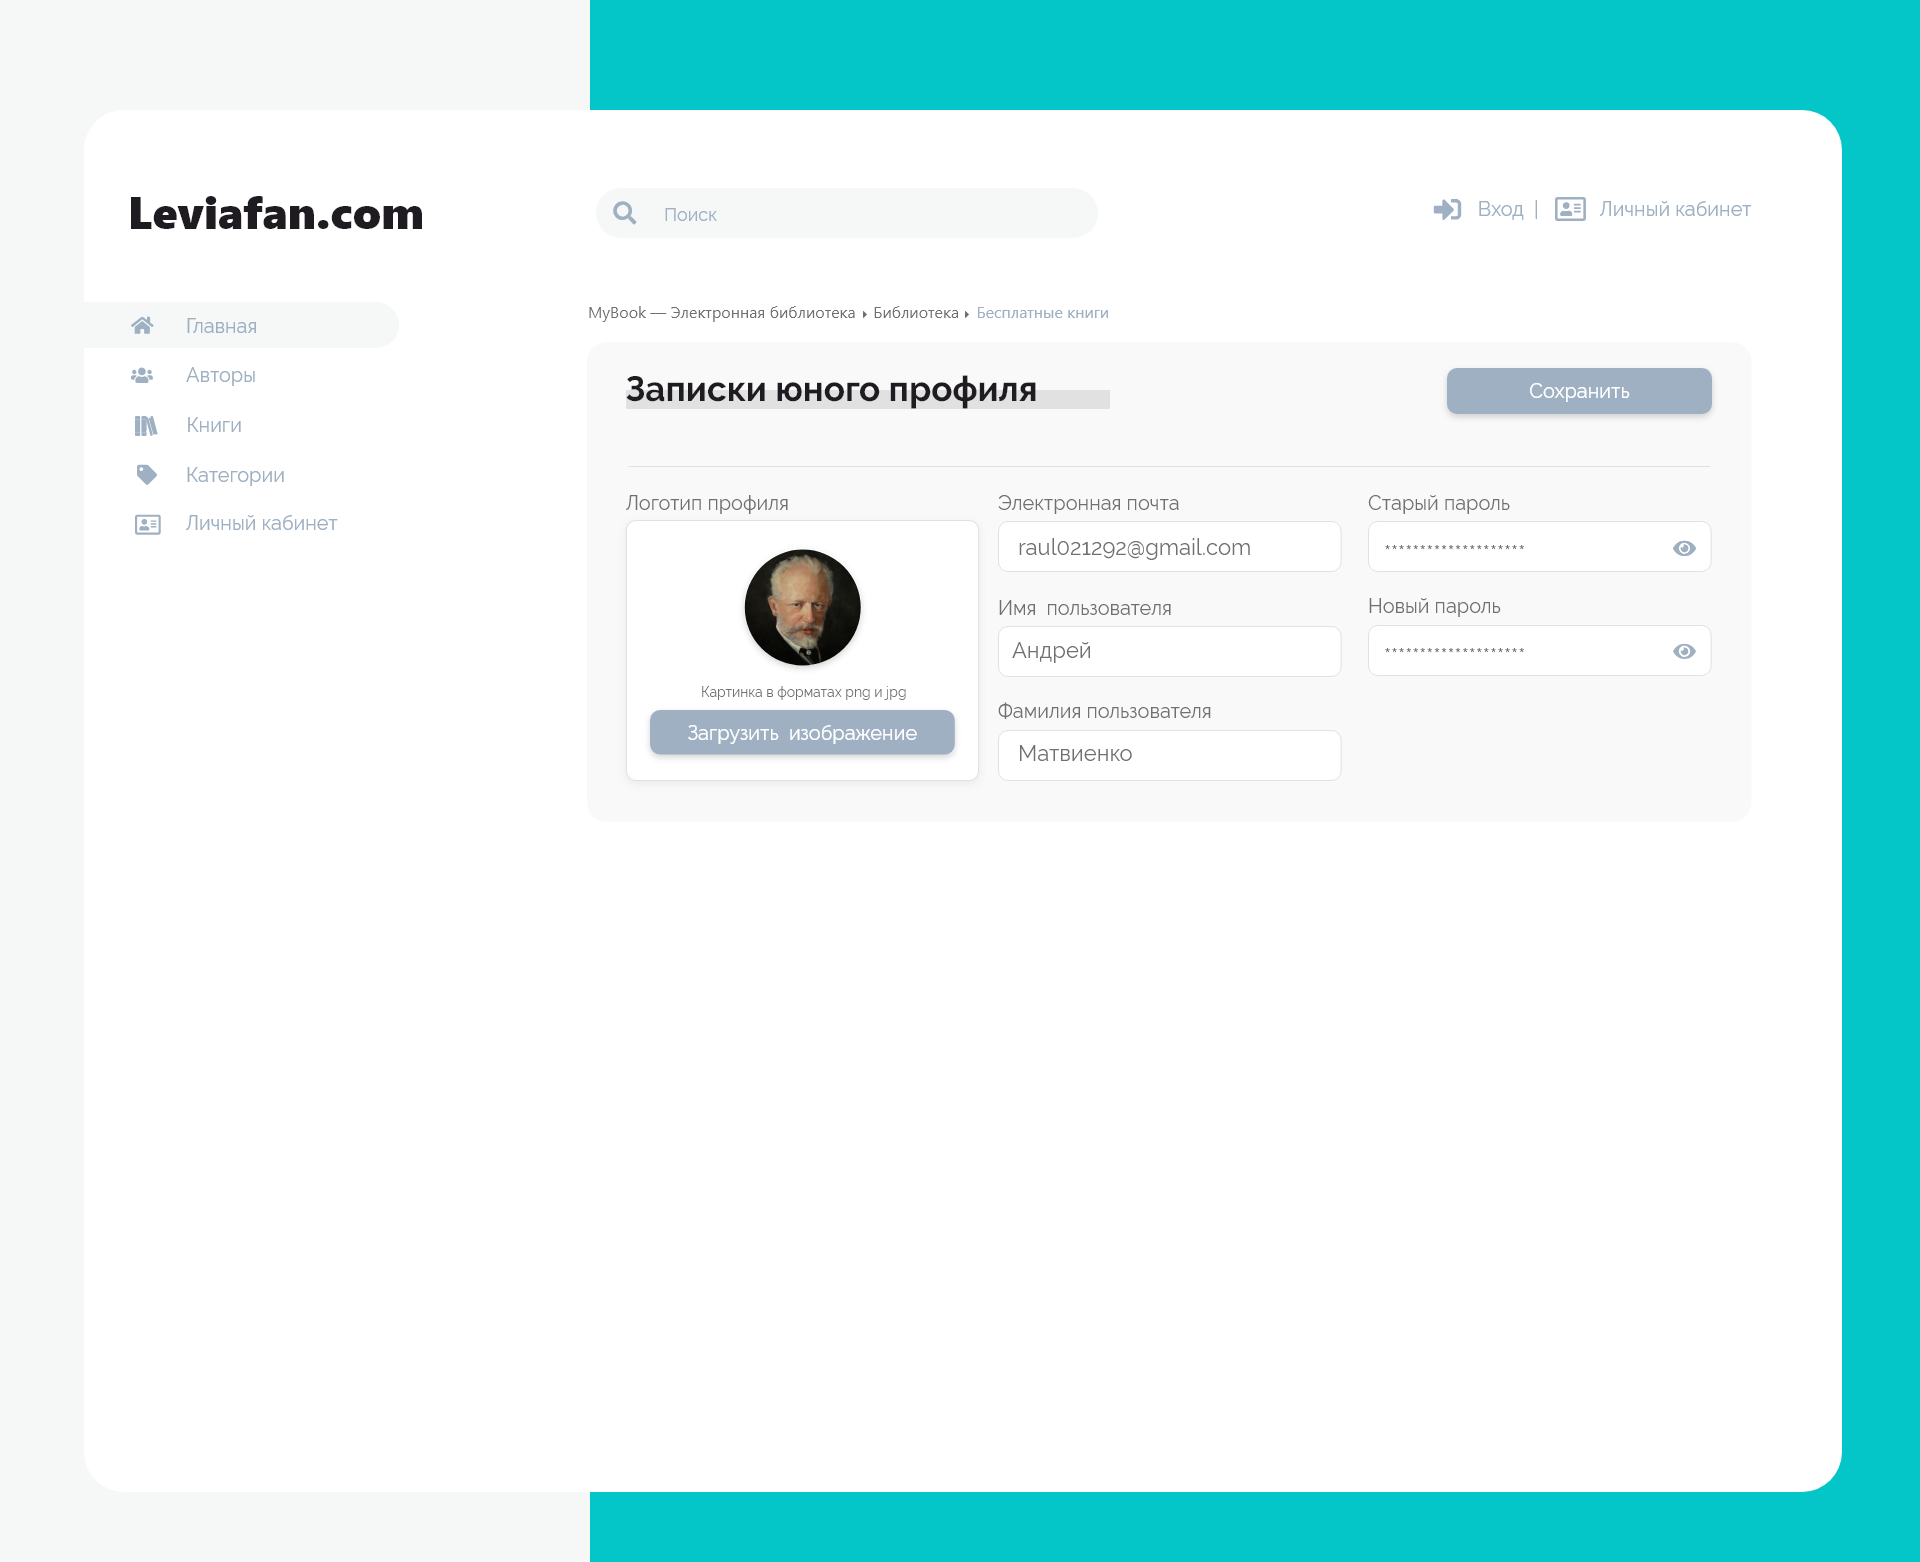 Leviafan.com
Поиск
Вход | Личный кабинет
Главная
Авторы
Книги
Категории
Личный кабинет
MyBook — Электронная библиотека Библиотека Бесплатные книги
Записки юного профиля
Сохранить
Логотип профиля
Картинка в форматах png и jpg
Загрузить изображение
Электронная почта
raul021292@gmail.com
Имя пользователя
Андрей
Фамилия пользователя
Матвиенко
Старый пароль
********************
Новый пароль
********************